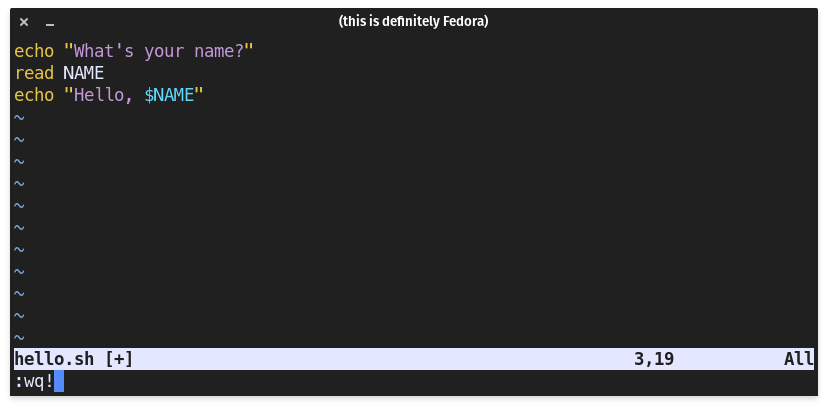 (this is definitely Fedora)
echo "What's your name?"
read NAME
echo "Hello, $NAME"
~
~
~
~
~
~
~
~
~
~
~
hello.sh [+] 3,19 All
:wq!